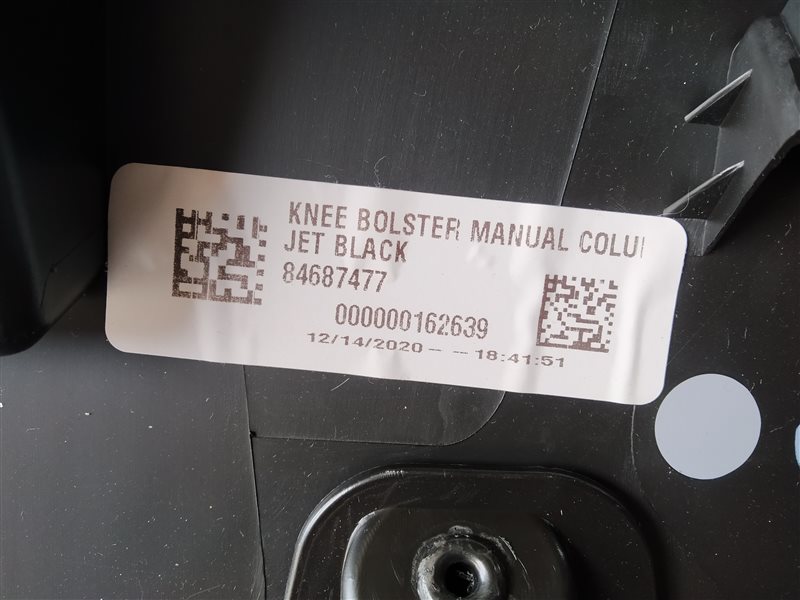 KNEE BOLSTER MANUAL COLU
JET BLACK
84687477
000000162639
12/14/2020 -- -- 18:41:51